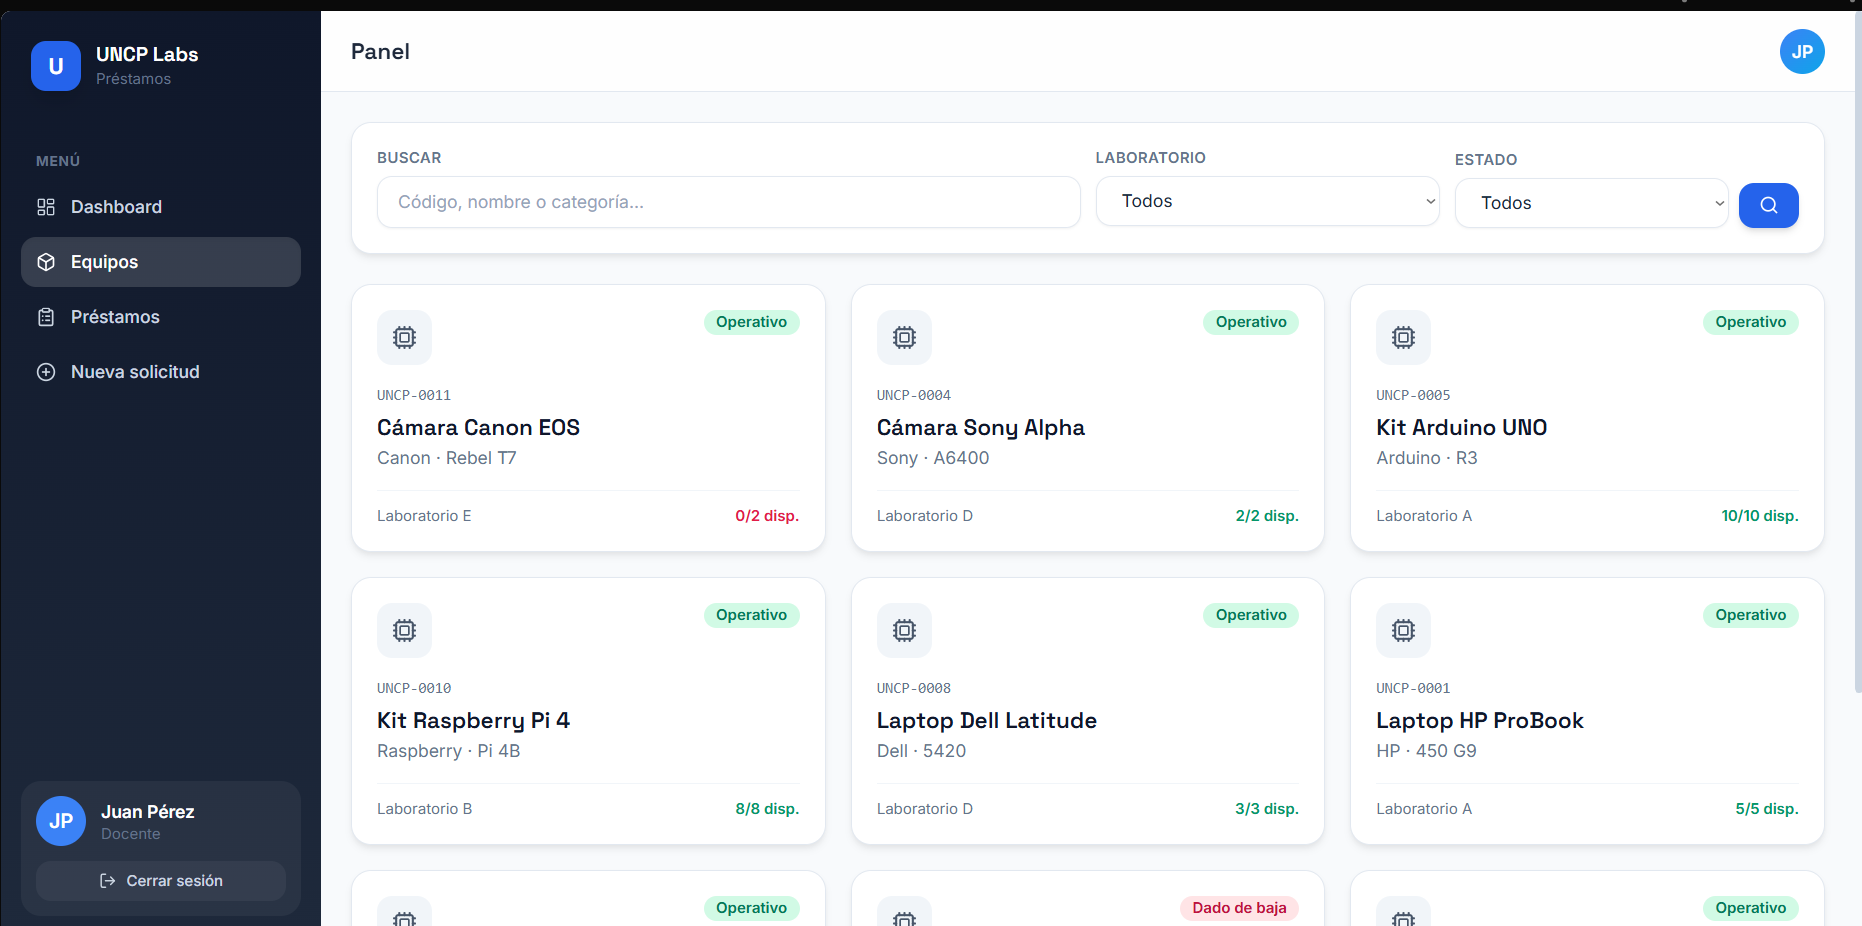 U
UNCP Labs
Préstamos
MENÚ
Dashboard
Equipos
Préstamos
Nueva solicitud
JP
Juan Pérez
Docente
Cerrar sesión
Panel
JP
BUSCAR
Código, nombre o categoría...
LABORATORIO
Todos
ESTADO
Todos
Operativo
UNCP-0011
Cámara Canon EOS
Canon · Rebel T7
Laboratorio E
0/2 disp.
Operativo
UNCP-0004
Cámara Sony Alpha
Sony · A6400
Laboratorio D
2/2 disp.
Operativo
UNCP-0005
Kit Arduino UNO
Arduino · R3
Laboratorio A
10/10 disp.
Operativo
UNCP-0010
Kit Raspberry Pi 4
Raspberry · Pi 4B
Laboratorio B
8/8 disp.
Operativo
UNCP-0008
Laptop Dell Latitude
Dell · 5420
Laboratorio D
3/3 disp.
Operativo
UNCP-0001
Laptop HP ProBook
HP · 450 G9
Laboratorio A
5/5 disp.
Operativo
Dado de baja
Operativo